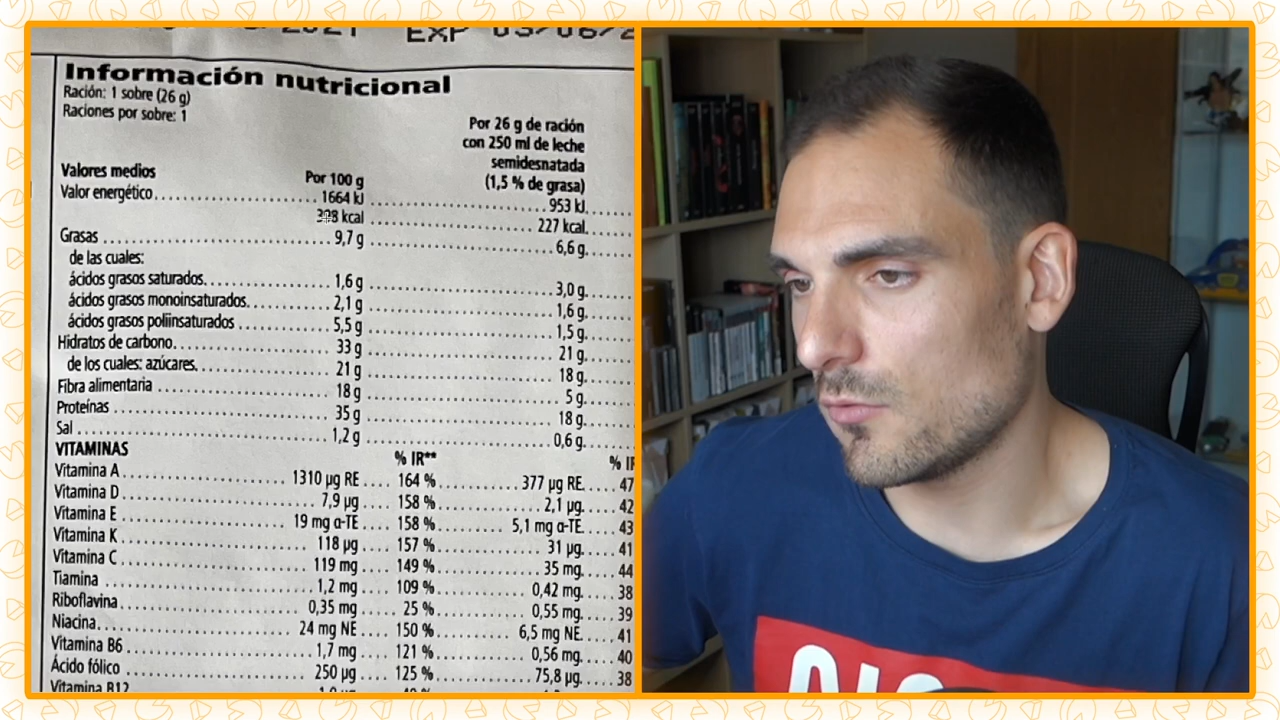 EXP
Información nutricional
Ración: 1 sobre (26 g)
Raciones por sobre: 1
Por 26 g de ración
con 250 ml de leche
semidesnatada
Valores medios Por 100 g (1,5 % de grasa)
Valor energético 1664 kJ 953 kJ
kcal 227 kcal
Grasas 9,7 g 6,6 g
de las cuales:
ácidos grasos saturados 1,6 g 3,0 g
ácidos grasos monoinsaturados 2,1 g 1,6 g
ácidos grasos poliinsaturados 5,5 g 1,5 g
Hidratos de carbono 33 g 21 g
de los cuales: azúcares 21 g 18 g
Fibra alimentaria 18 g 5 g
Proteínas 35 g 18 g
Sal 1,2 g 0,6 g
VITAMINAS % IR** % IR
Vitamina A 1310 µg RE 164 % 377 µg RE 47
Vitamina D 7,9 µg 158 % 2,1 µg 42
Vitamina E 19 mg α-TE 158 % 5,1 mg α-TE 43
Vitamina K 118 µg 157 % 31 µg 41
Vitamina C 119 mg 149 % 35 mg 44
Tiamina 1,2 mg 109 % 0,42 mg 38
Riboflavina 0,35 mg 25 % 0,55 mg 39
Niacina 24 mg NE 150 % 6,5 mg NE 41
Vitamina B6 1,7 mg 121 % 0,56 mg 40
Ácido fólico 250 µg 125 % 75,8 µg 38
Vitamina B12